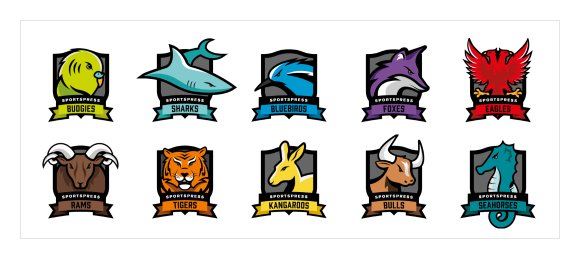 SPORTSPRESS
BUDGIES
SPORTSPRESS
SHARKS
SPORTSPRESS
BLUEBIRDS
SPORTSPRESS
FOXES
SPORTSPRESS
EAGLES
SPORTSPRESS
RAMS
SPORTSPRESS
TIGERS
SPORTSPRESS
KANGAROOS
SPORTSPRESS
BULLS
SPORTSPRESS
SEAHORSES